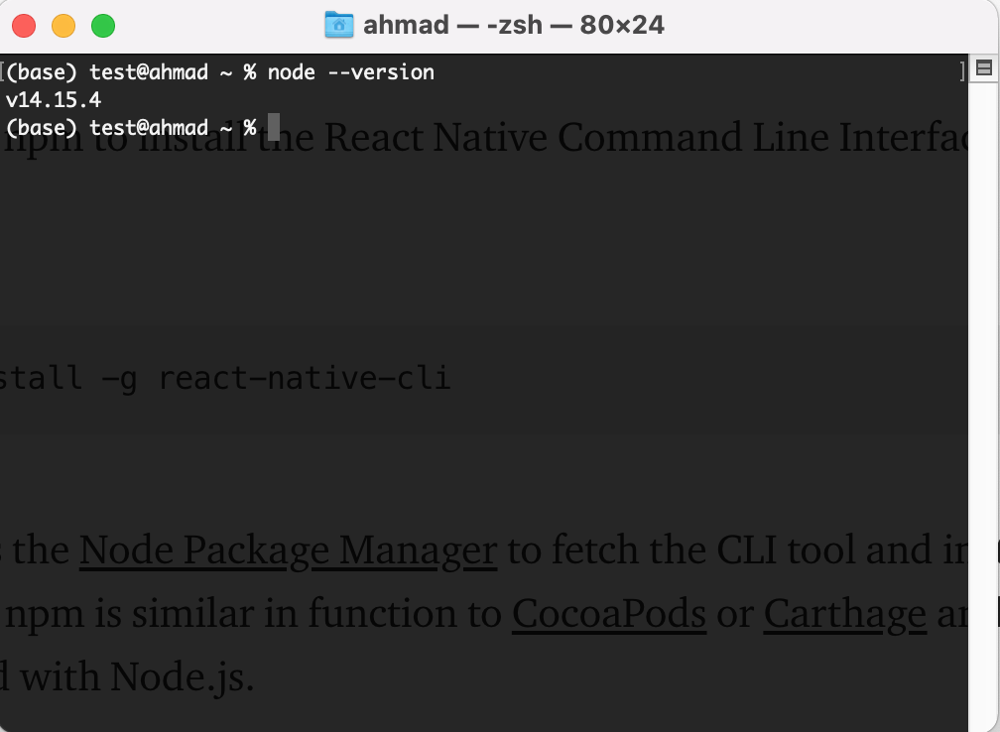 ahmad — -zsh — 80×24
[(base) test@ahmad ~ % node --version ]
v14.15.4
(base) test@ahmad ~ %
npm to install the React Native Command Line Interfac
stall -g react-native-cli
s the Node Package Manager to fetch the CLI tool and in
npm is similar in function to CocoaPods or Carthage an
d with Node.js.